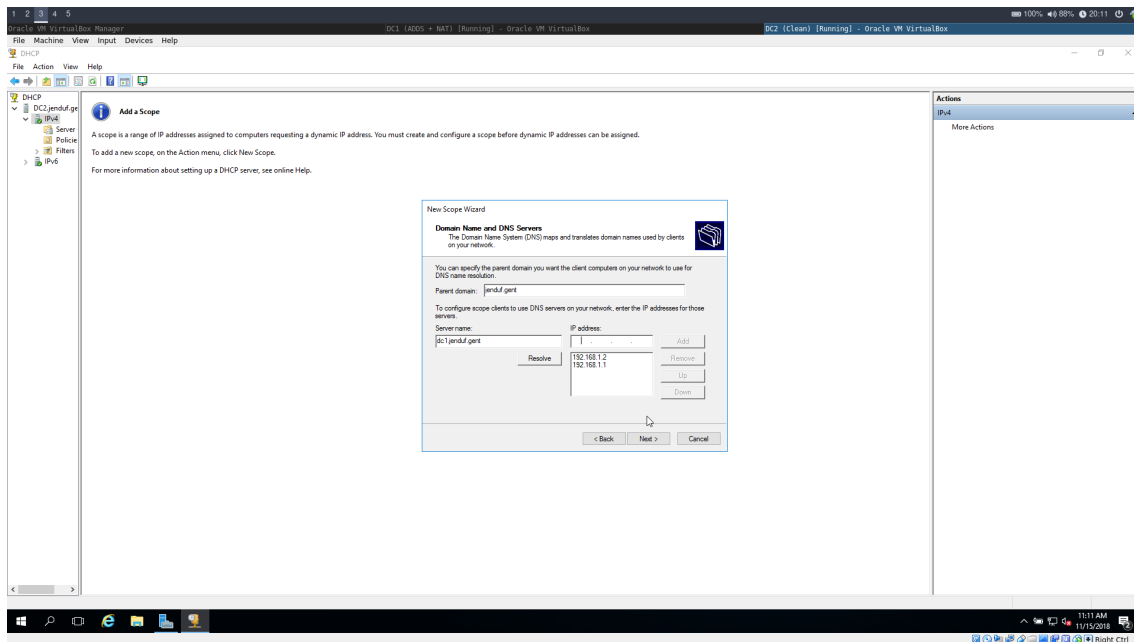 1 2 3 4 5
100% 88% 20:11
Oracle VM VirtualBox Manager
DC1 (ADDS + NAT) [Running] - Oracle VM VirtualBox
DC2 (Clean) [Running] - Oracle VM VirtualBox
File Machine View Input Devices Help
DHCP
File Action View Help
DHCP
DC2.jenduf.ge
IPv4
Server
Policie
Filters
IPv6
Add a Scope
A scope is a range of IP addresses assigned to computers requesting a dynamic IP address. You must create and configure a scope before dynamic IP addresses can be assigned.
To add a new scope, on the Action menu, click New Scope.
For more information about setting up a DHCP server, see online Help.
Actions
IPv4
More Actions
New Scope Wizard
Domain Name and DNS Servers
The Domain Name System (DNS) maps and translates domain names used by clients
on your network.
You can specify the parent domain you want the client computers on your network to use for
DNS name resolution.
Parent domain: jenduf.gent
To configure scope clients to use DNS servers on your network, enter the IP addresses for those
servers.
Server name: IP address:
dc1.jenduf.gent . . . Add
Resolve 192.168.1.2 Remove
192.168.1.1
Up
Down
< Back Next > Cancel
11:11 AM
11/15/2018
Right Ctrl